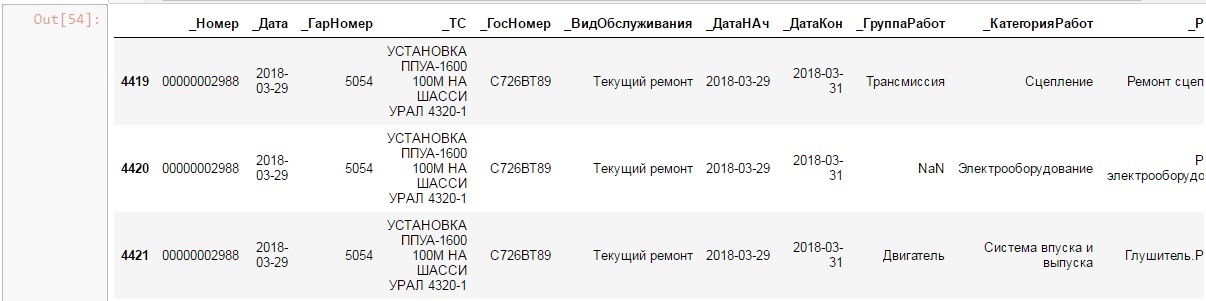 Out[54]:
_Номер _Дата _ГарНомер _ТС _ГосНомер _ВидОбслуживания _ДатаНАч _ДатаКон _ГруппаРабот _КатегорияРабот
4419 00000002988 2018-03-29 5054 УСТАНОВКА ППУА-1600 100М НА ШАССИ УРАЛ 4320-1 С726ВТ89 Текущий ремонт 2018-03-29 2018-03-31 Трансмиссия Сцепление Ремонт сцеп
4420 00000002988 2018-03-29 5054 УСТАНОВКА ППУА-1600 100М НА ШАССИ УРАЛ 4320-1 С726ВТ89 Текущий ремонт 2018-03-29 2018-03-31 NaN Электрооборудование Р электрооборудо
4421 00000002988 2018-03-29 5054 УСТАНОВКА ППУА-1600 100М НА ШАССИ УРАЛ 4320-1 С726ВТ89 Текущий ремонт 2018-03-29 2018-03-31 Двигатель Система впуска и выпуска Глушитель.Р